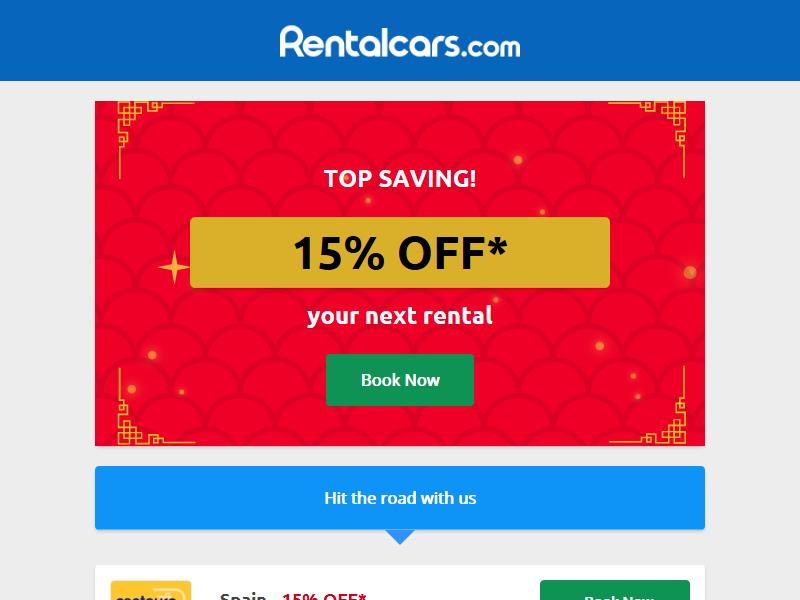 Rentalcars.com
TOP SAVING!
15% OFF*
your next rental
Book Now
Hit the road with us
Spain 15% OFF*
Book Now